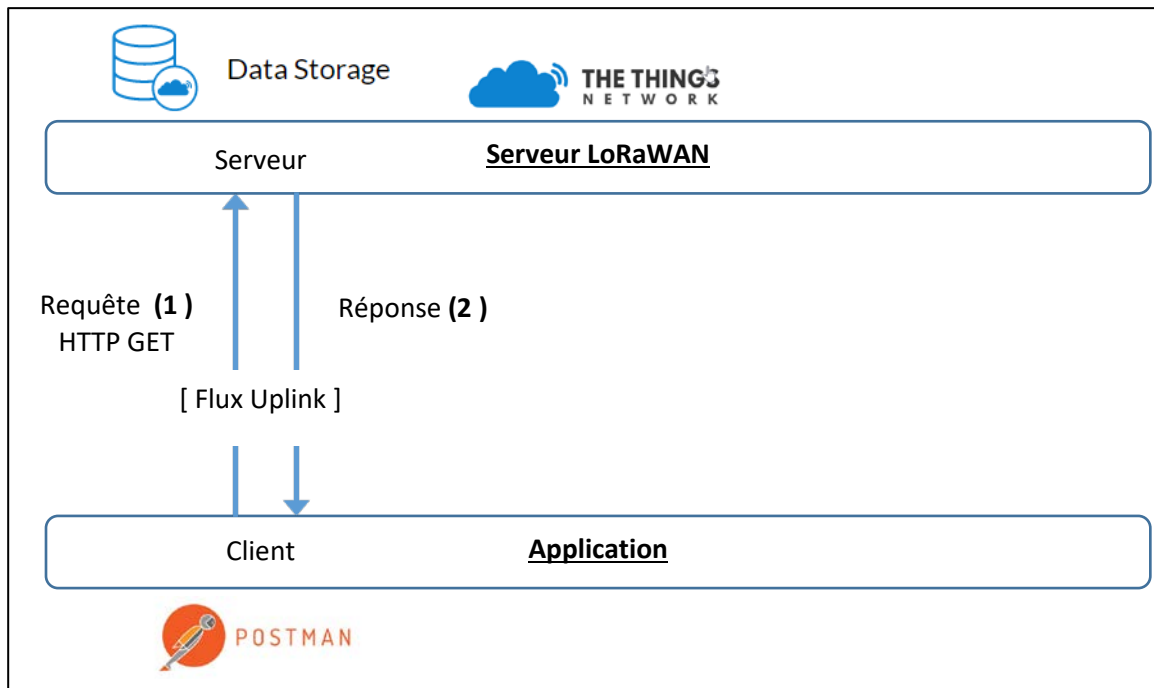 Data Storage
THE THINGS
NETWORK
Serveur
Serveur LoRaWAN
Requête (1 )
HTTP GET
Réponse (2 )
[ Flux Uplink ]
Client
Application
POSTMAN